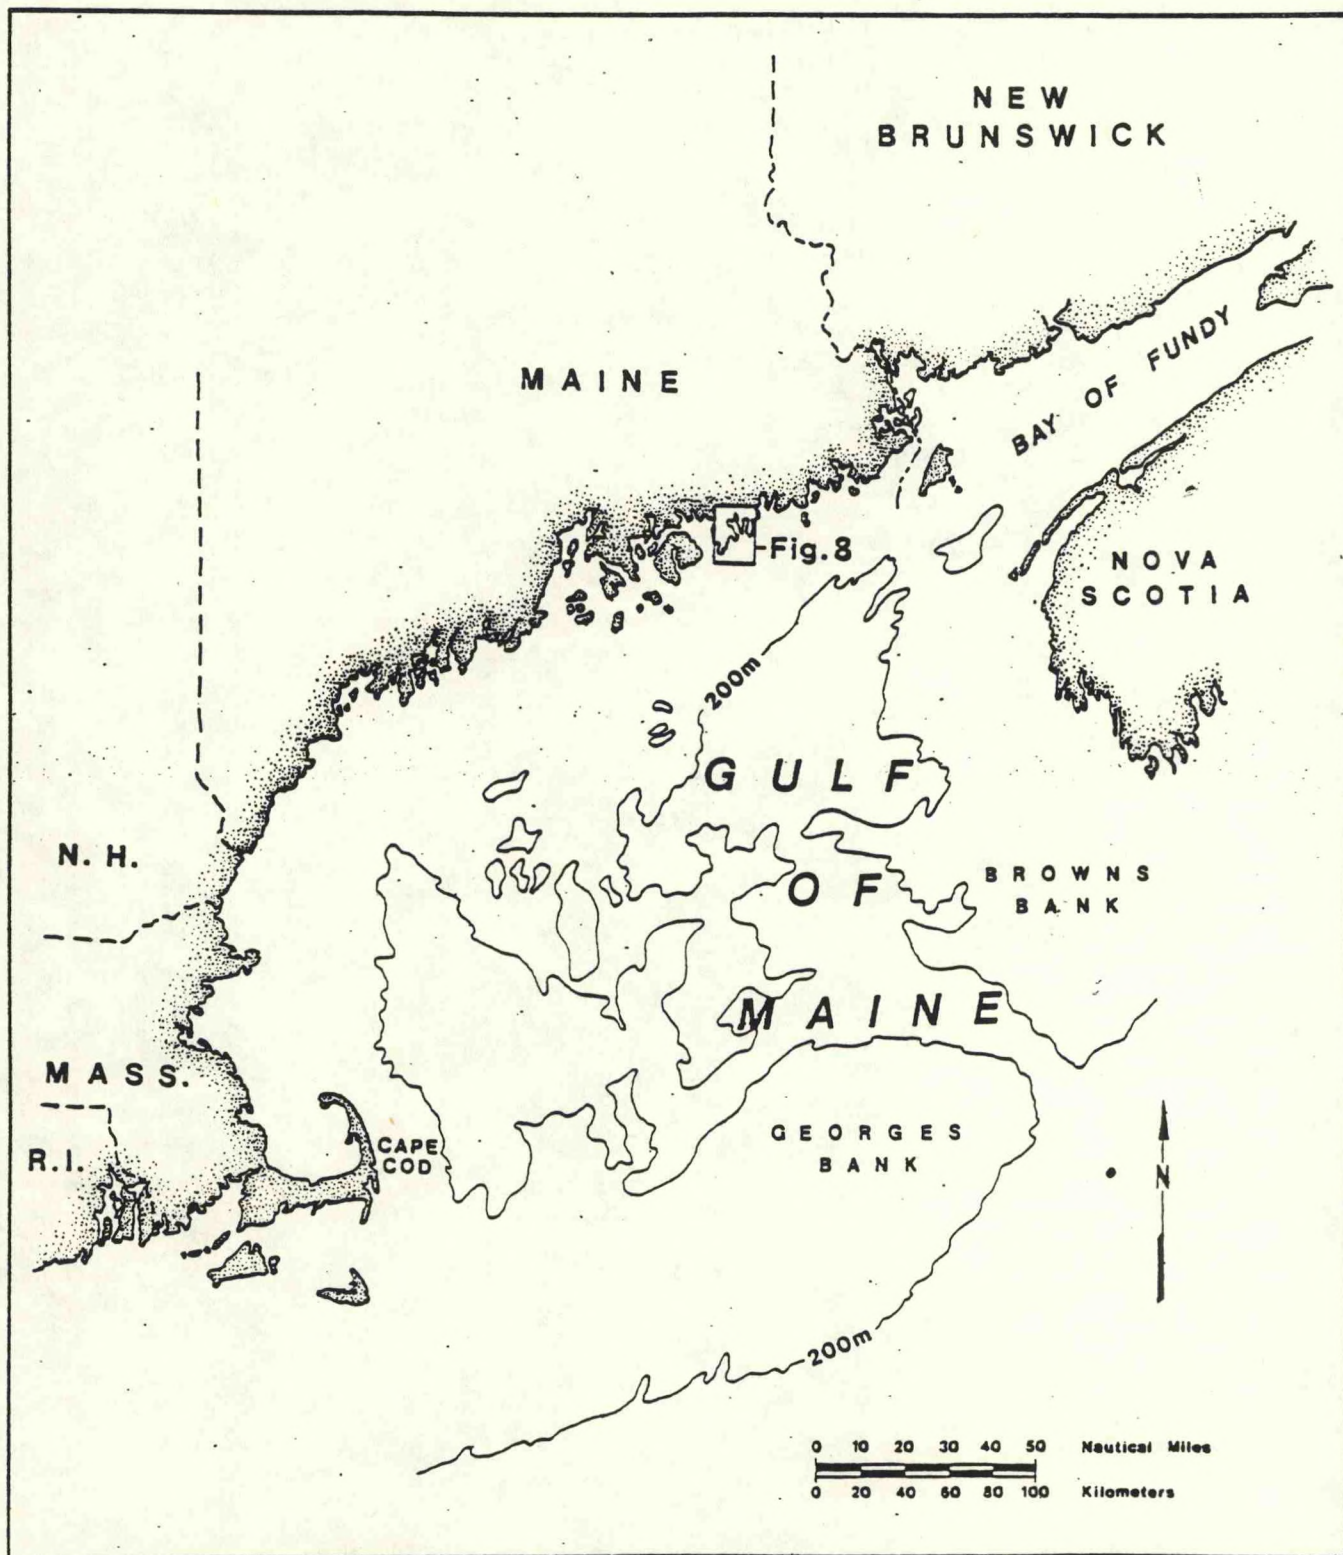 NEW
BRUNSWICK
MAINE
BAY OF FUNDY
Fig. 8
NOVA
SCOTIA
200m
GULF
N. H.
OF
BROWNS
BANK
MAINE
MASS.
GEORGES
BANK
CAPE
COD
R.I.
N
200m
0 10 20 30 40 50 Nautical Miles
0 20 40 60 80 100 Kilometers